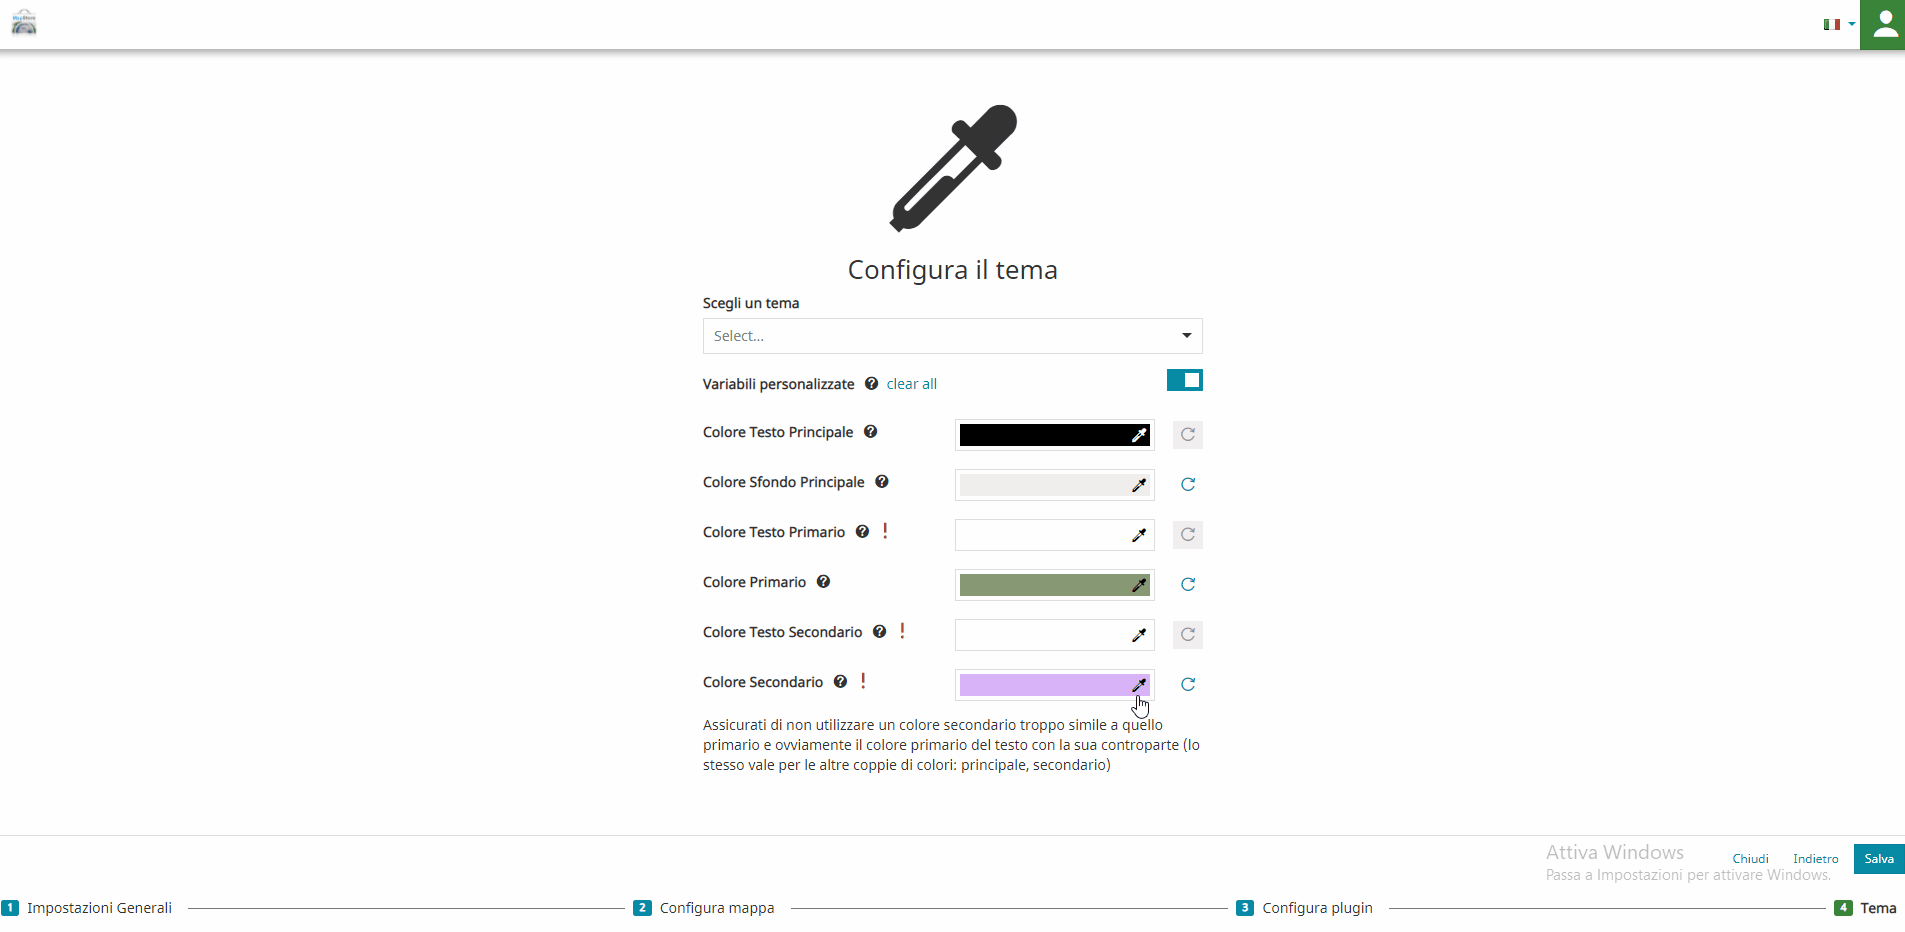 MapStore
Configura il tema
Scegli un tema
Select...
Variabili personalizzate ? clear all
Colore Testo Principale ?
Colore Sfondo Principale ?
Colore Testo Primario ? !
Colore Primario ?
Colore Testo Secondario ? !
Colore Secondario ? !
Assicurati di non utilizzare un colore secondario troppo simile a quello
primario e ovviamente il colore primario del testo con la sua controparte (lo
stesso vale per le altre coppie di colori: principale, secondario)
Attiva Windows
Passa a Impostazioni per attivare Windows.
Chiudi Indietro Salva
1 Impostazioni Generali 2 Configura mappa 3 Configura plugin 4 Tema